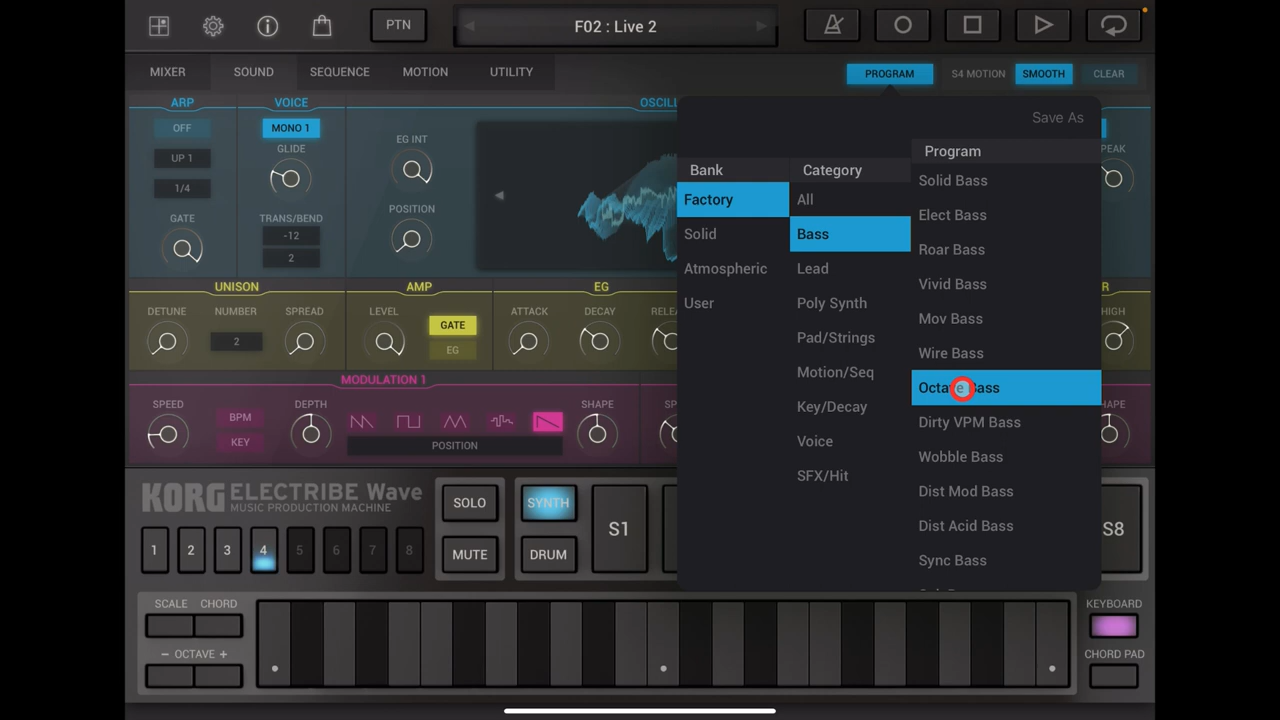 PTN
F02 : Live 2
MIXER
SOUND
SEQUENCE
MOTION
UTILITY
PROGRAM
S4 MOTION
SMOOTH
CLEAR
ARP
VOICE
OFF
MONO 1
UP 1
GLIDE
1/4
GATE
TRANS/BEND
-12
2
EG INT
POSITION
PEAK
Save As
Bank
Factory
Solid
Atmospheric
User
Category
All
Bass
Lead
Poly Synth
Pad/Strings
Motion/Seq
Key/Decay
Voice
SFX/Hit
Program
Solid Bass
Elect Bass
Roar Bass
Vivid Bass
Mov Bass
Wire Bass
Octave Bass
Dirty VPM Bass
Wobble Bass
Dist Mod Bass
Dist Acid Bass
Sync Bass
UNISON
AMP
EG
DETUNE
NUMBER
SPREAD
LEVEL
GATE
EG
ATTACK
DECAY
HIGH
2
MODULATION 1
SPEED
BPM
KEY
DEPTH
SHAPE
POSITION
KORG ELECTRIBE Wave
MUSIC PRODUCTION MACHINE
1 2 3 4 5 6 7 8
SOLO
MUTE
SYNTH
DRUM
S1
S8
SCALE CHORD
− OCTAVE +
KEYBOARD
CHORD PAD